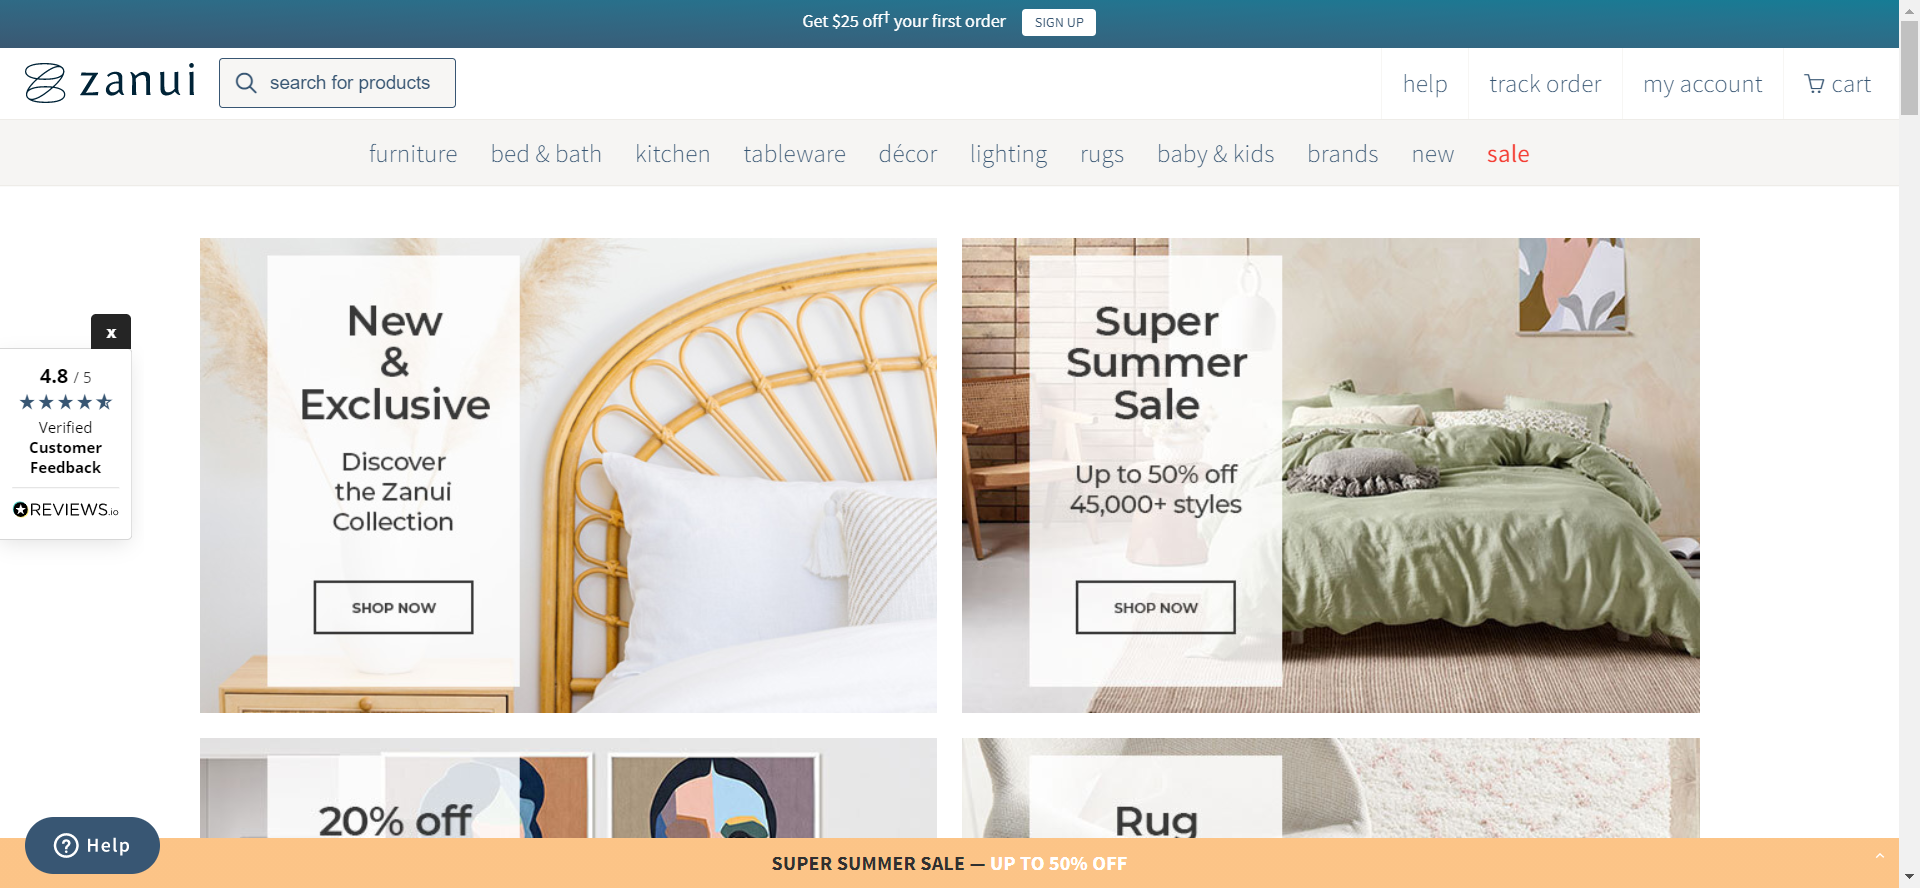 Get $25 off† your first order
SIGN UP
zanui
search for products
help
track order
my account
cart
furniture
bed & bath
kitchen
tableware
décor
lighting
rugs
baby & kids
brands
new
sale
New
&
Exclusive
Discover
the Zanui
Collection
SHOP NOW
Super
Summer
Sale
Up to 50% off
45,000+ styles
SHOP NOW
x
4.8 / 5
Verified
Customer
Feedback
REVIEWS.io
20% off
Rug
Help
SUPER SUMMER SALE — UP TO 50% OFF